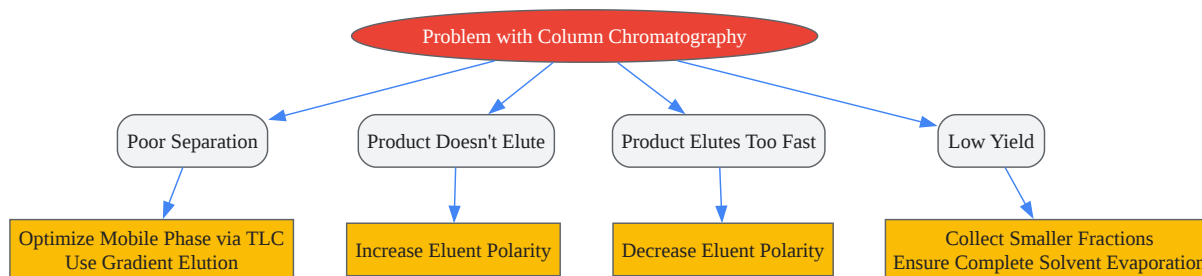 Problem with Column Chromatography
Poor Separation
Product Doesn't Elute
Product Elutes Too Fast
Low Yield
Optimize Mobile Phase via TLC
Use Gradient Elution
Increase Eluent Polarity
Decrease Eluent Polarity
Collect Smaller Fractions
Ensure Complete Solvent Evaporation